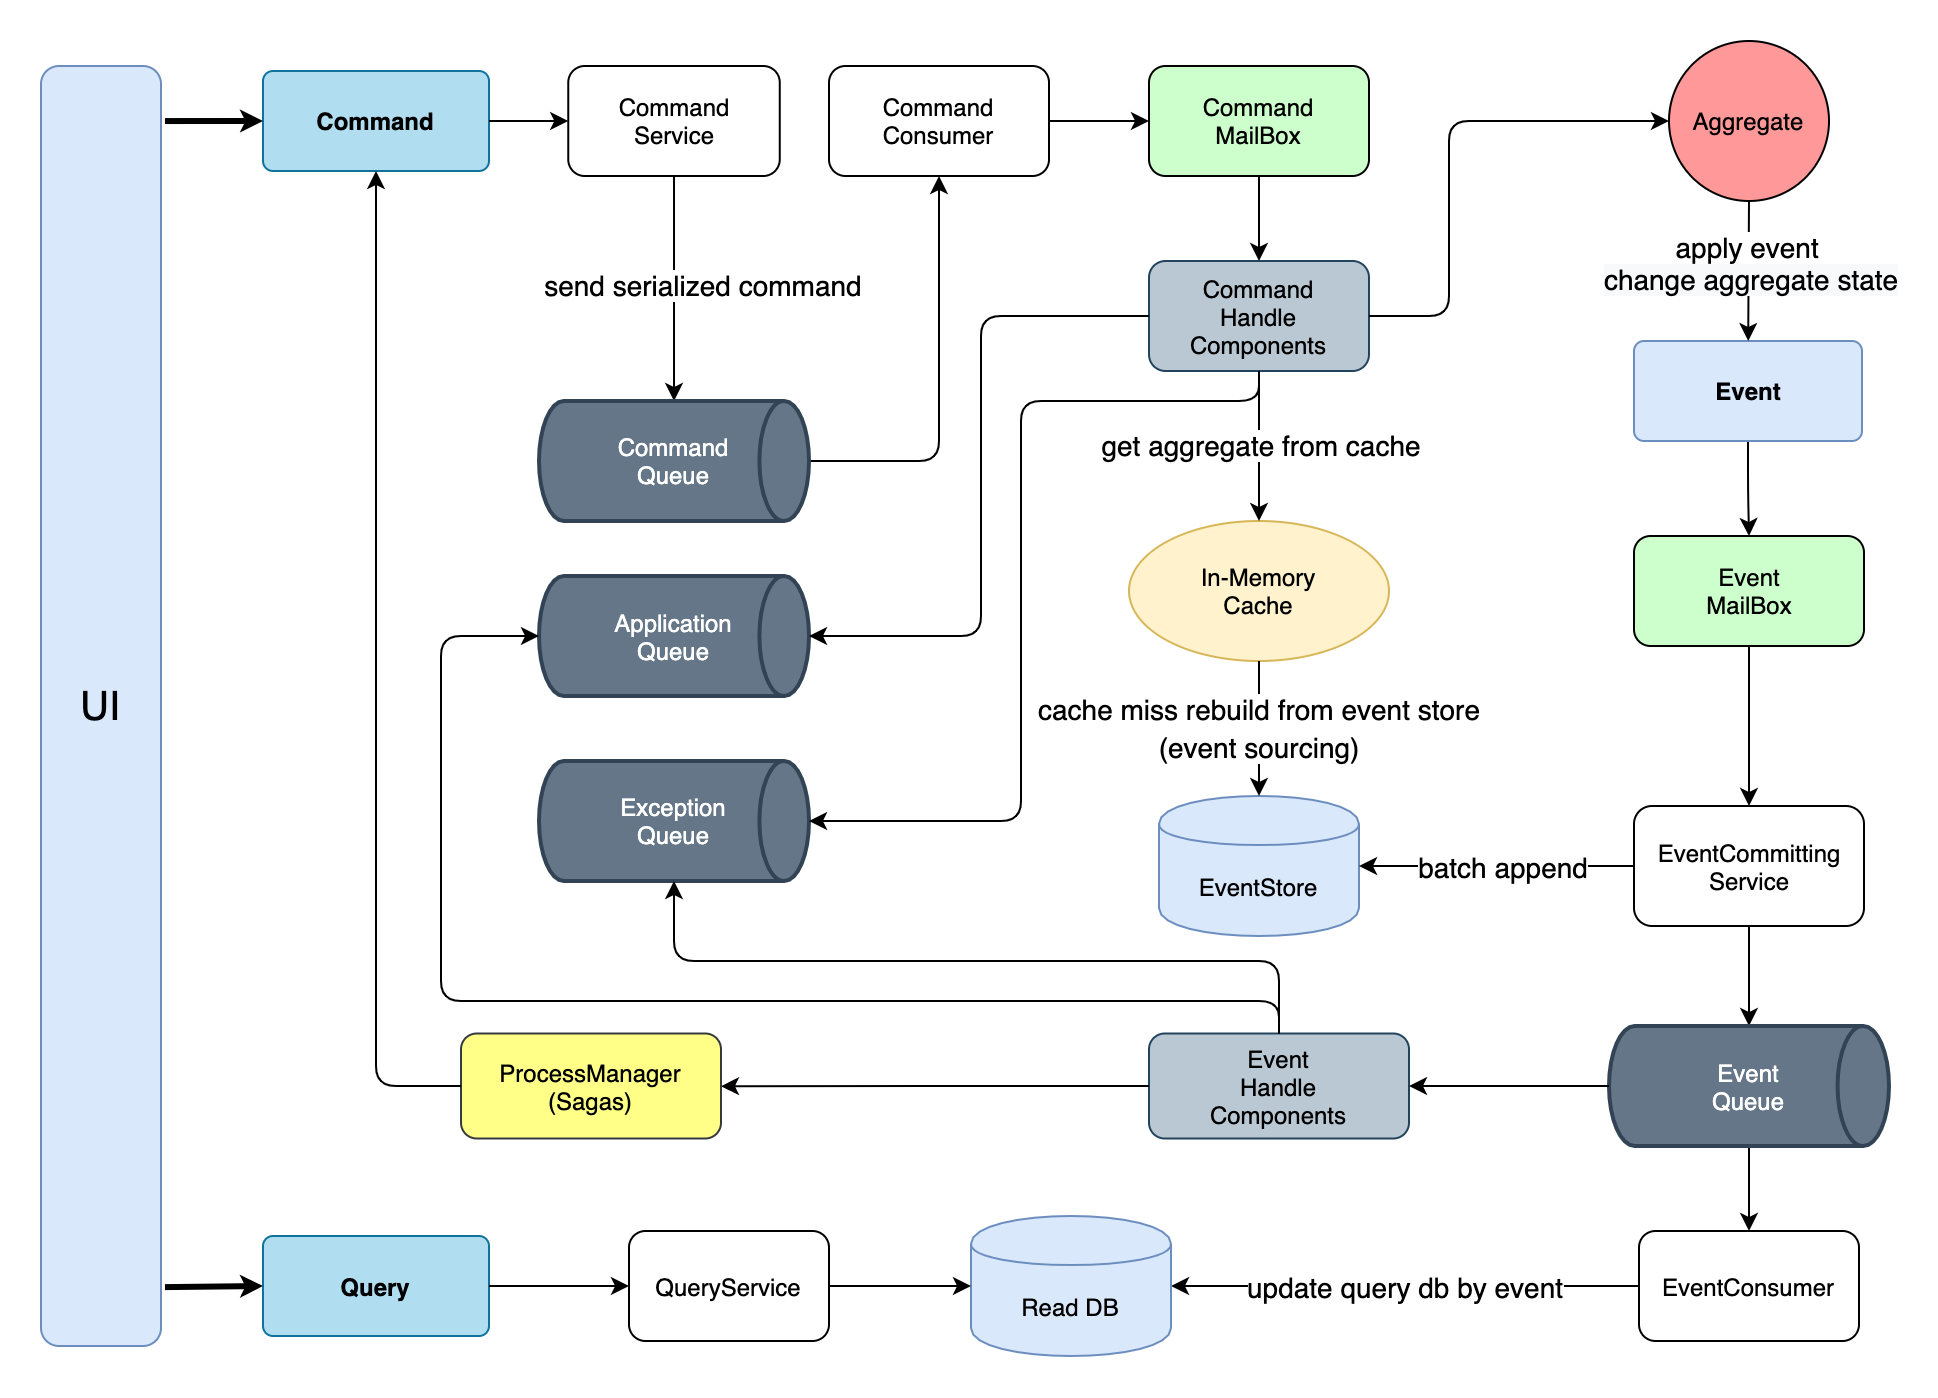 UI
Command
Command
Service
Command
Consumer
Command
MailBox
Aggregate
send serialized command
Command
Handle
Components
apply event
change aggregate state
Event
Command
Queue
get aggregate from cache
In-Memory
Cache
Event
MailBox
Application
Queue
cache miss rebuild from event store
(event sourcing)
Exception
Queue
EventStore
batch append
EventCommitting
Service
ProcessManager
(Sagas)
Event
Handle
Components
Event
Queue
Query
QueryService
Read DB
update query db by event
EventConsumer